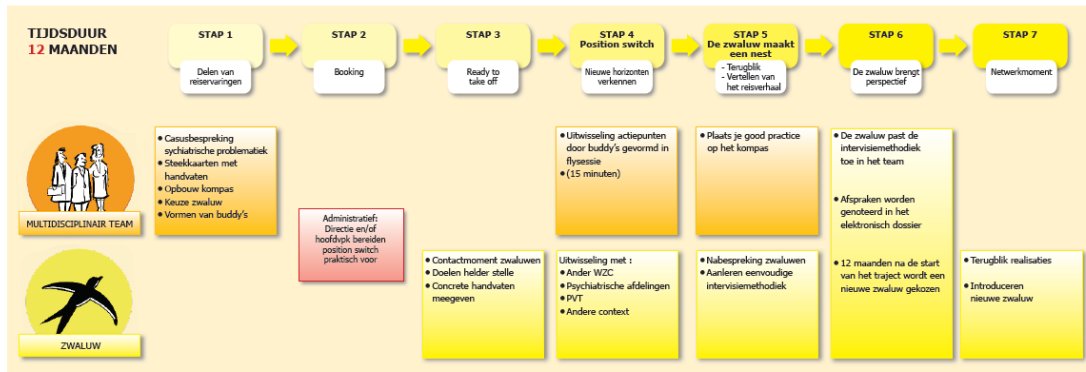 TIJDSDUUR
12 MAANDEN
STAP 1
Delen van
reiservaringen
STAP 2
Booking
STAP 3
Ready to
take off
STAP 4
Position switch
Nieuwe horizonten
verkennen
STAP 5
De zwaluw maakt
een nest
- Terugblik
- Vertellen van
het reisverhaal
STAP 6
De zwaluw brengt
perspectief
STAP 7
Netwerkmoment
MULTIDISCIPLINAIR TEAM
• Casusbespreking
sychiatrische problematiek
• Steekkaarten met
handvaten
• Opbouw kompas
• Keuze zwaluw
• Vormen van buddy's
Administratief:
Directie en/of
hoofdvpk bereiden
position switch
praktisch voor
• Uitwisseling actiepunten
door buddy's gevormd in
flysessie
• (15 minuten)
• Plaats je good practice
op het kompas
• De zwaluw past de
intervisiemethodiek
toe in het team
• Afspraken worden
genoteerd in het
elektronisch dossier
• 12 maanden na de start
van het traject wordt een
nieuwe zwaluw gekozen
ZWALUW
• Contactmoment zwaluwen
• Doelen helder stelle
• Concrete handvaten
meegeven
Uitwisseling met :
• Ander WZC
• Psychiatrische afdelingen
• PVT
• Andere context
• Nabespreking zwaluwen
• Aanleren eenvoudige
intervisiemethodiek
• Terugblik realisaties
• Introduceren
nieuwe zwaluw